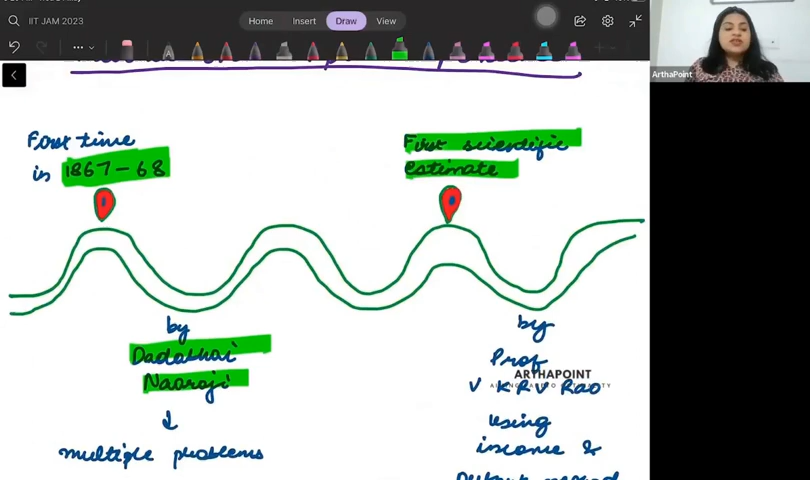 IIT JAM 2023
Home
Insert
Draw
View
ArthaPoint
First time
in 1867-68
First scientific
estimate
by
Dadabhai
Naoroji
multiple problems
by
Prof
ARTHAPOINT
V K R V Rao
using
income &